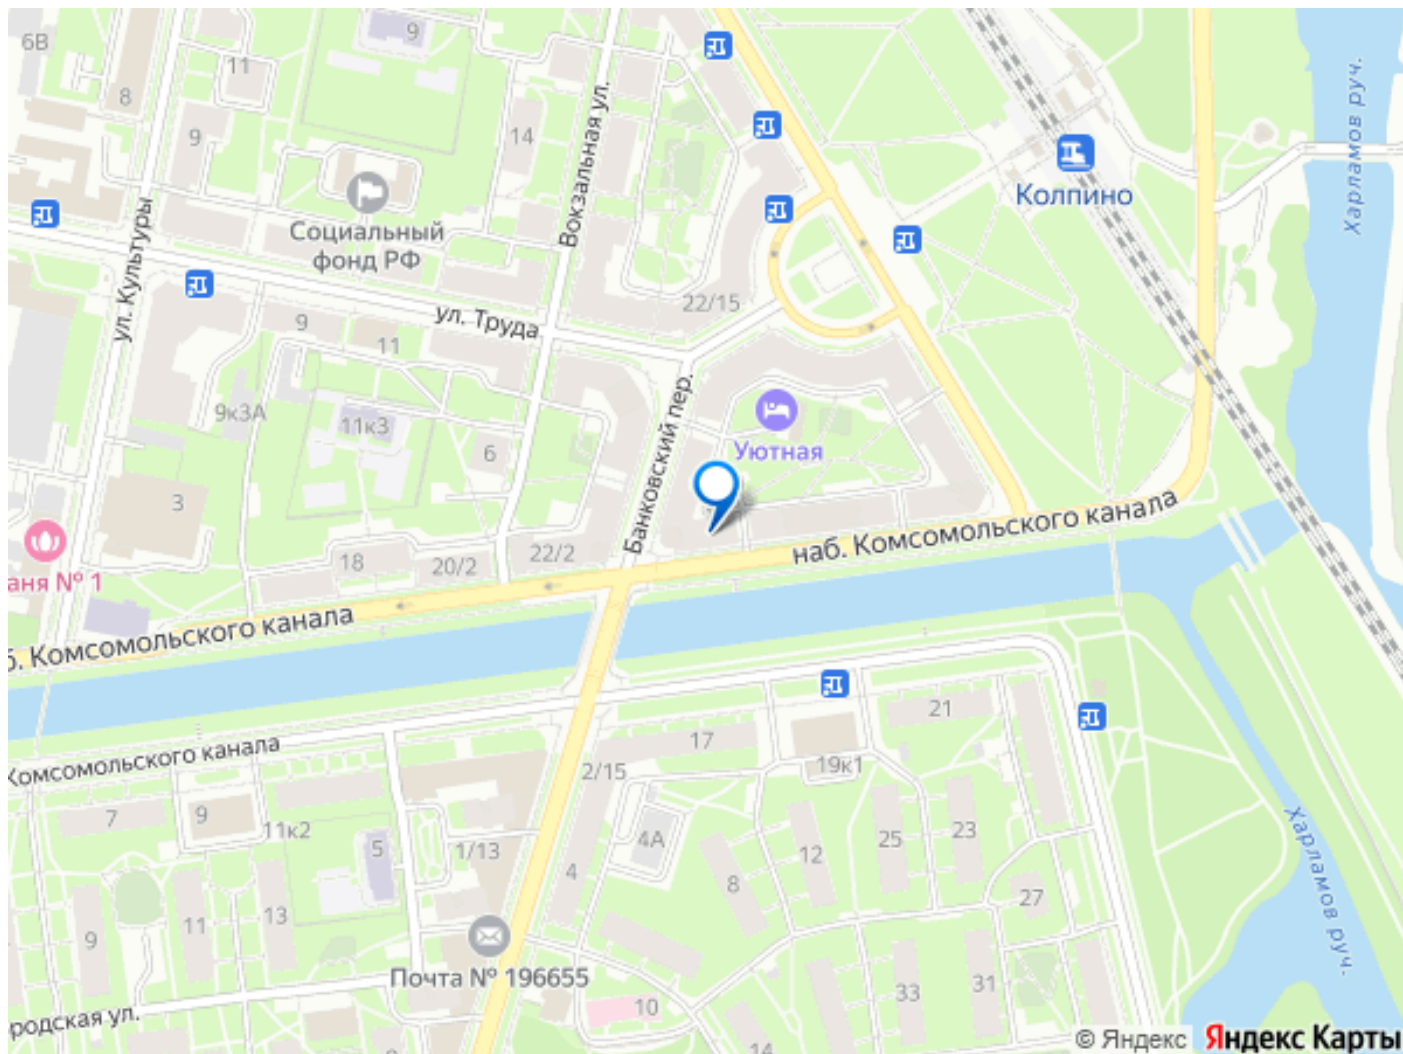 6В
9
11
8
9
14
Вокзальная ул.
Харламов руч.
Колпино
ул. Культуры
Социальный
фонд РФ
22/15
ул. Труда
9
11
9к3А
11к3
6
Банковский пер.
Уютная
3
18
20/2
22/2
наб. Комсомольского канала
аня № 1
б. Комсомольского канала
21
17
2/15
19к1
Комсомольского канала
7
9
11к2
5
1/13
4А
4
12
25
23
8
27
Харламов руч.
9
11
13
Почта № 196655
10
33
31
родская ул.
14
© Яндекс
Яндекс Карты